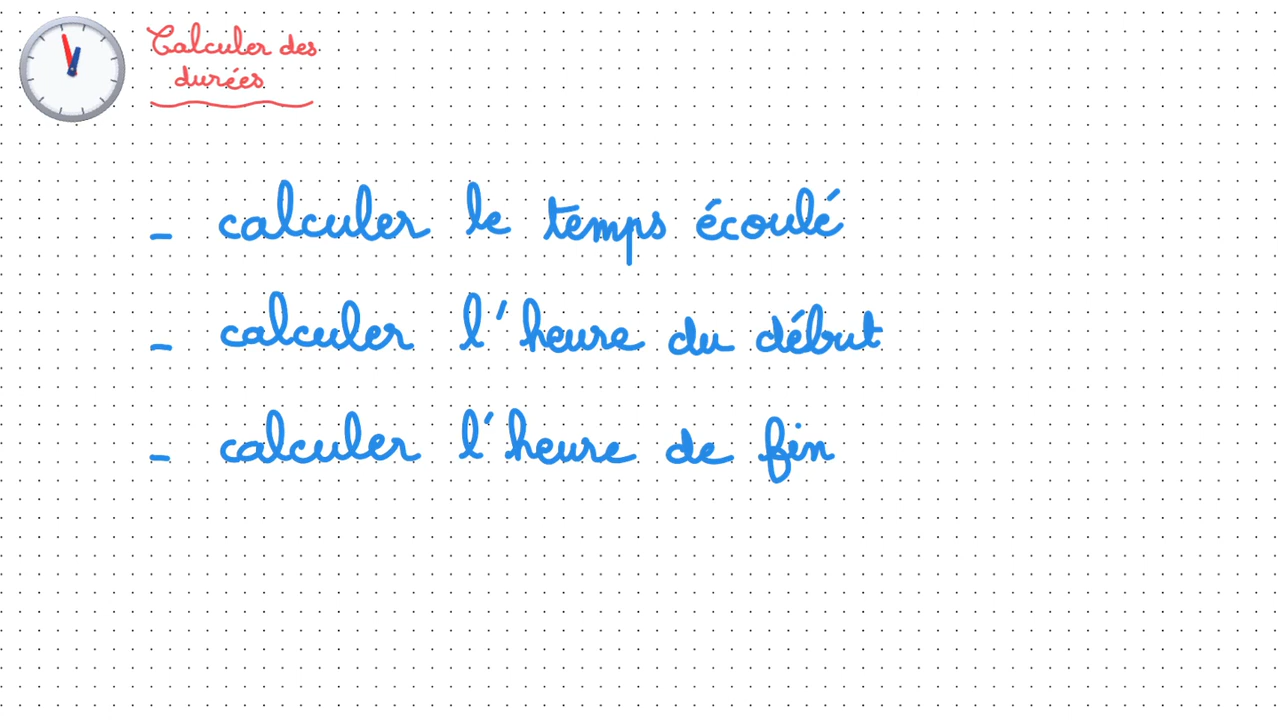 Calculer des
durées
- calculer le temps écoulé
- calculer l'heure du début
- calculer l'heure de fin